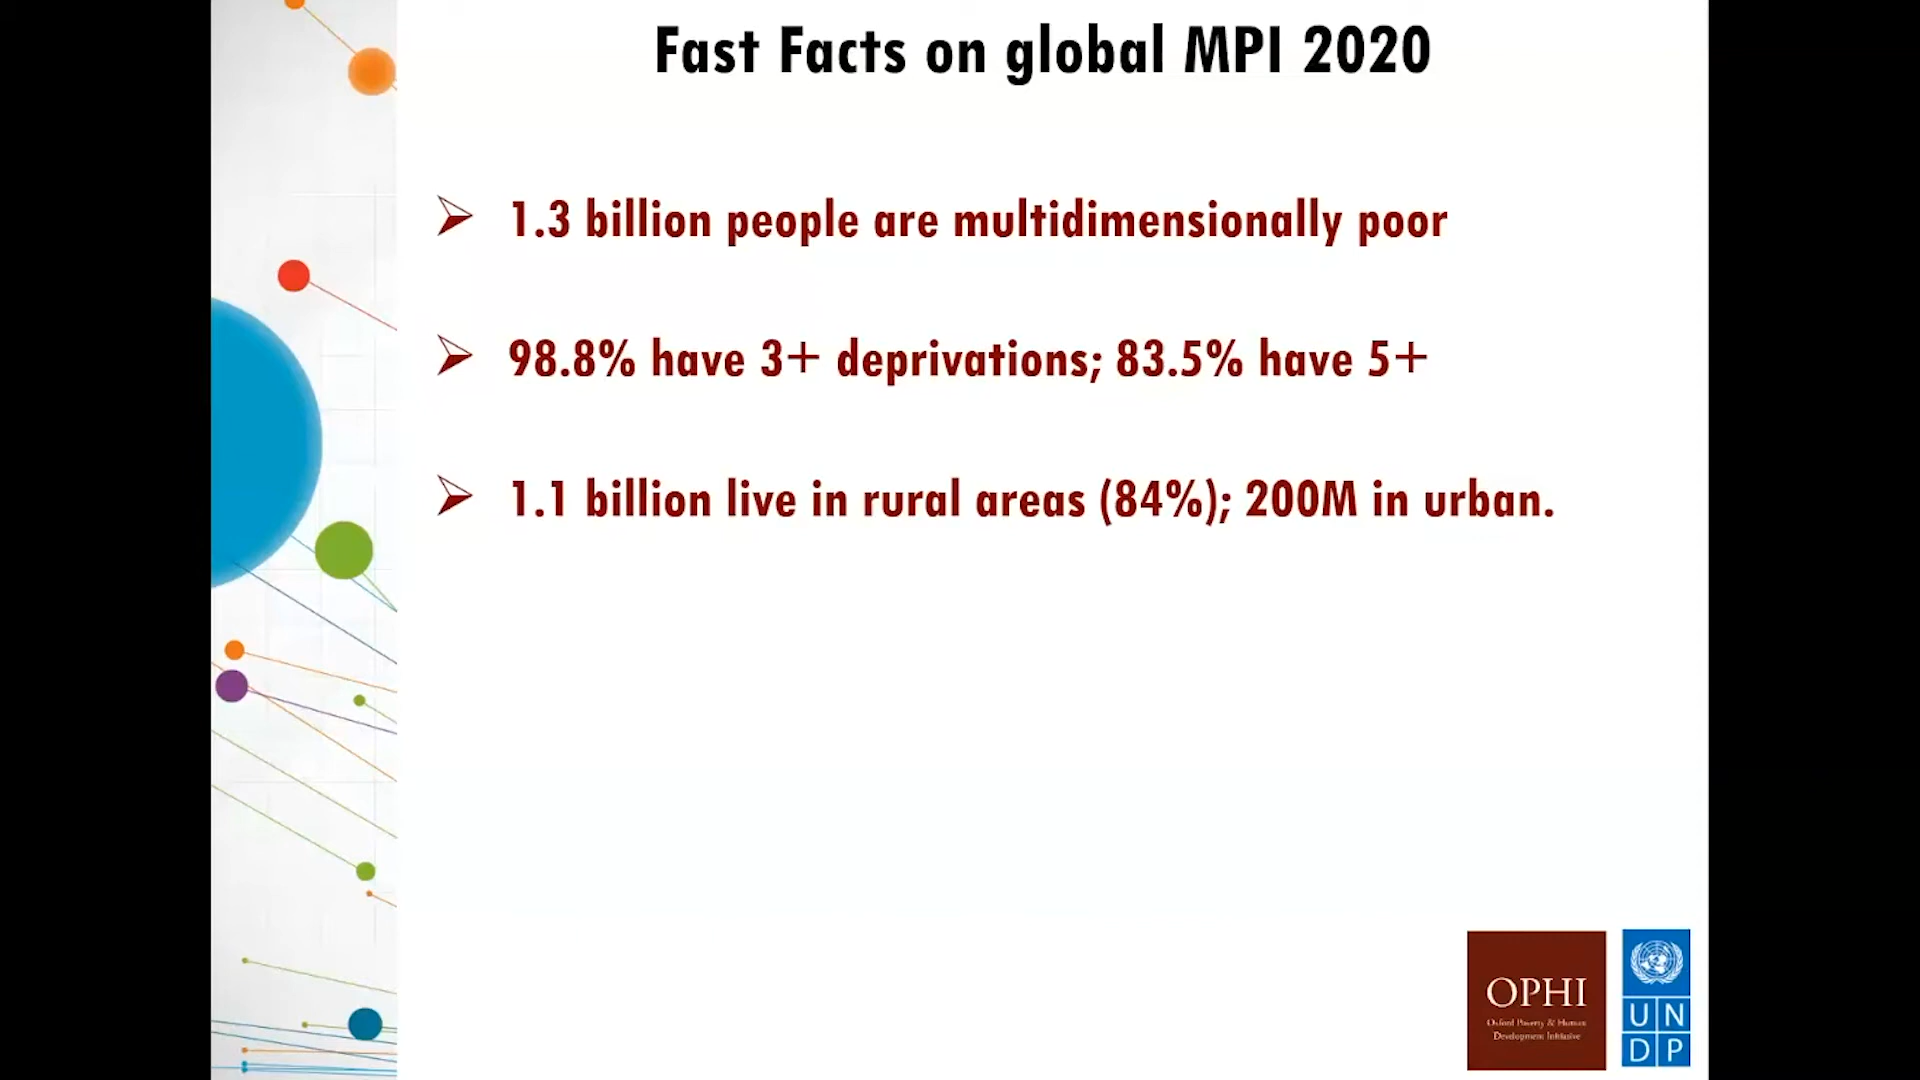 Fast Facts on global MPI 2020
1.3 billion people are multidimensionally poor
98.8% have 3+ deprivations; 83.5% have 5+
1.1 billion live in rural areas (84%); 200M in urban.
OPHI
Oxford Poverty & Human
Development Initiative
U N
D P